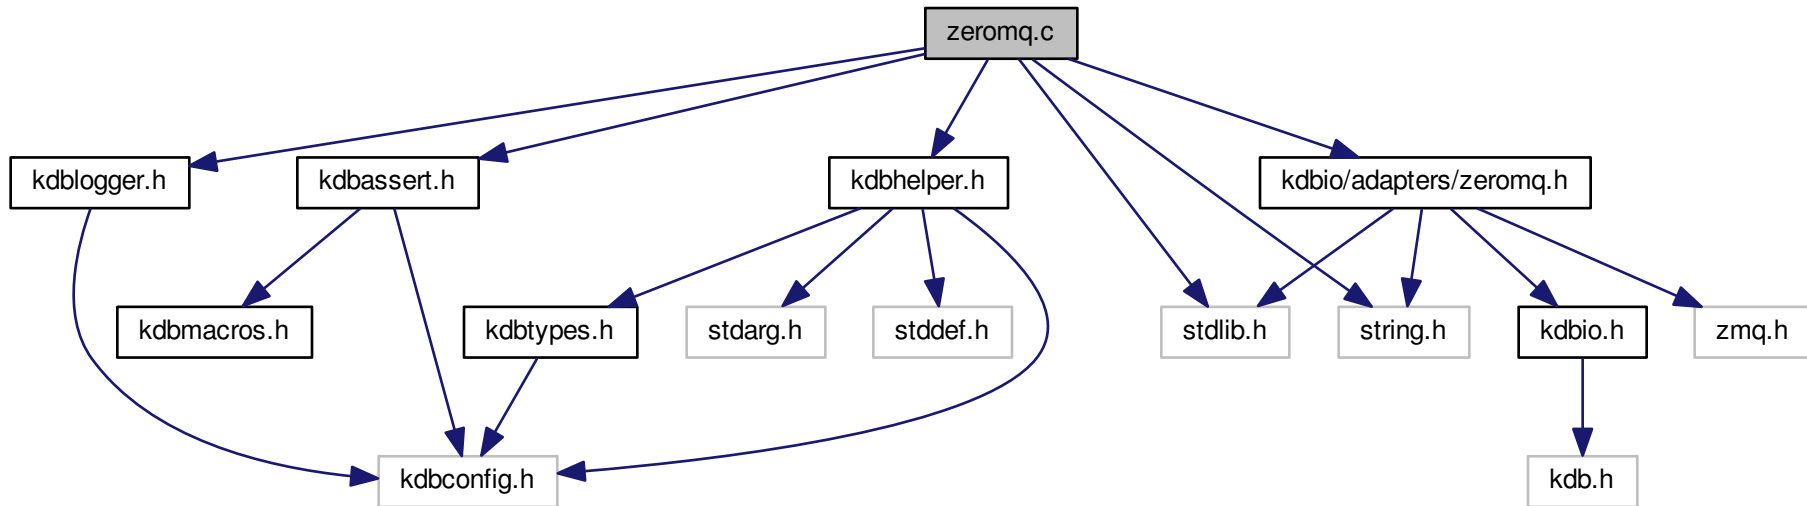 zeromq.c
kdblogger.h
kdbassert.h
kdbhelper.h
kdbio/adapters/zeromq.h
kdbmacros.h
kdbtypes.h
stdarg.h
stddef.h
stdlib.h
string.h
kdbio.h
zmq.h
kdbconfig.h
kdb.h